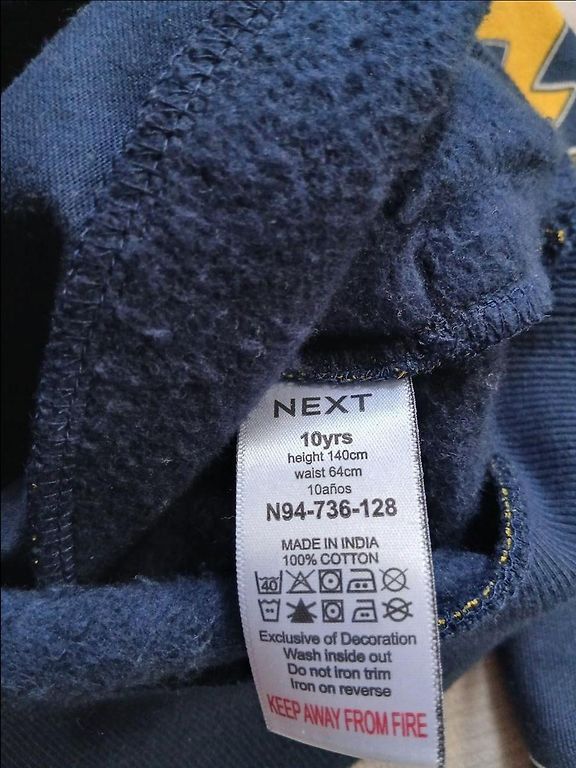 NEXT
10yrs
height 140cm
waist 64cm
10años
N94-736-128
MADE IN INDIA
100% COTTON
40
Exclusive of Decoration
Wash inside out
Do not Iron trim
Iron on reverse
KEEP AWAY FROM FIRE